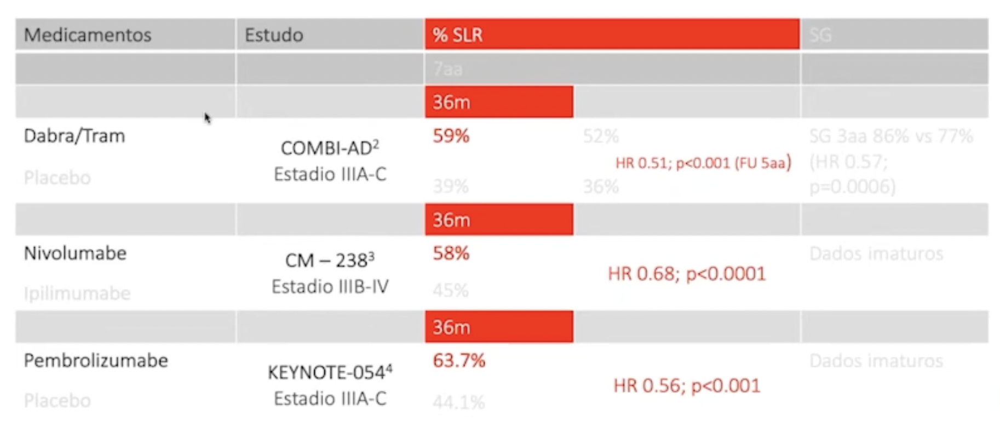 Medicamentos Estudo % SLR SG
7aa
36m
Dabra/Tram COMBI-AD² 59% 52% SG 3aa 86% vs 77%
Estadio IIIA-C HR 0.51; p<0.001 (FU 5aa) (HR 0.57;
Placebo 39% 36% p=0.0006)
36m
Nivolumabe CM – 238³ 58% Dados imaturos
Estadio IIIB-IV HR 0.68; p<0.0001
Ipilimumabe 45%
36m
Pembrolizumabe KEYNOTE-054⁴ 63.7% Dados imaturos
Estadio IIIA-C HR 0.56; p<0.001
Placebo 44.1%